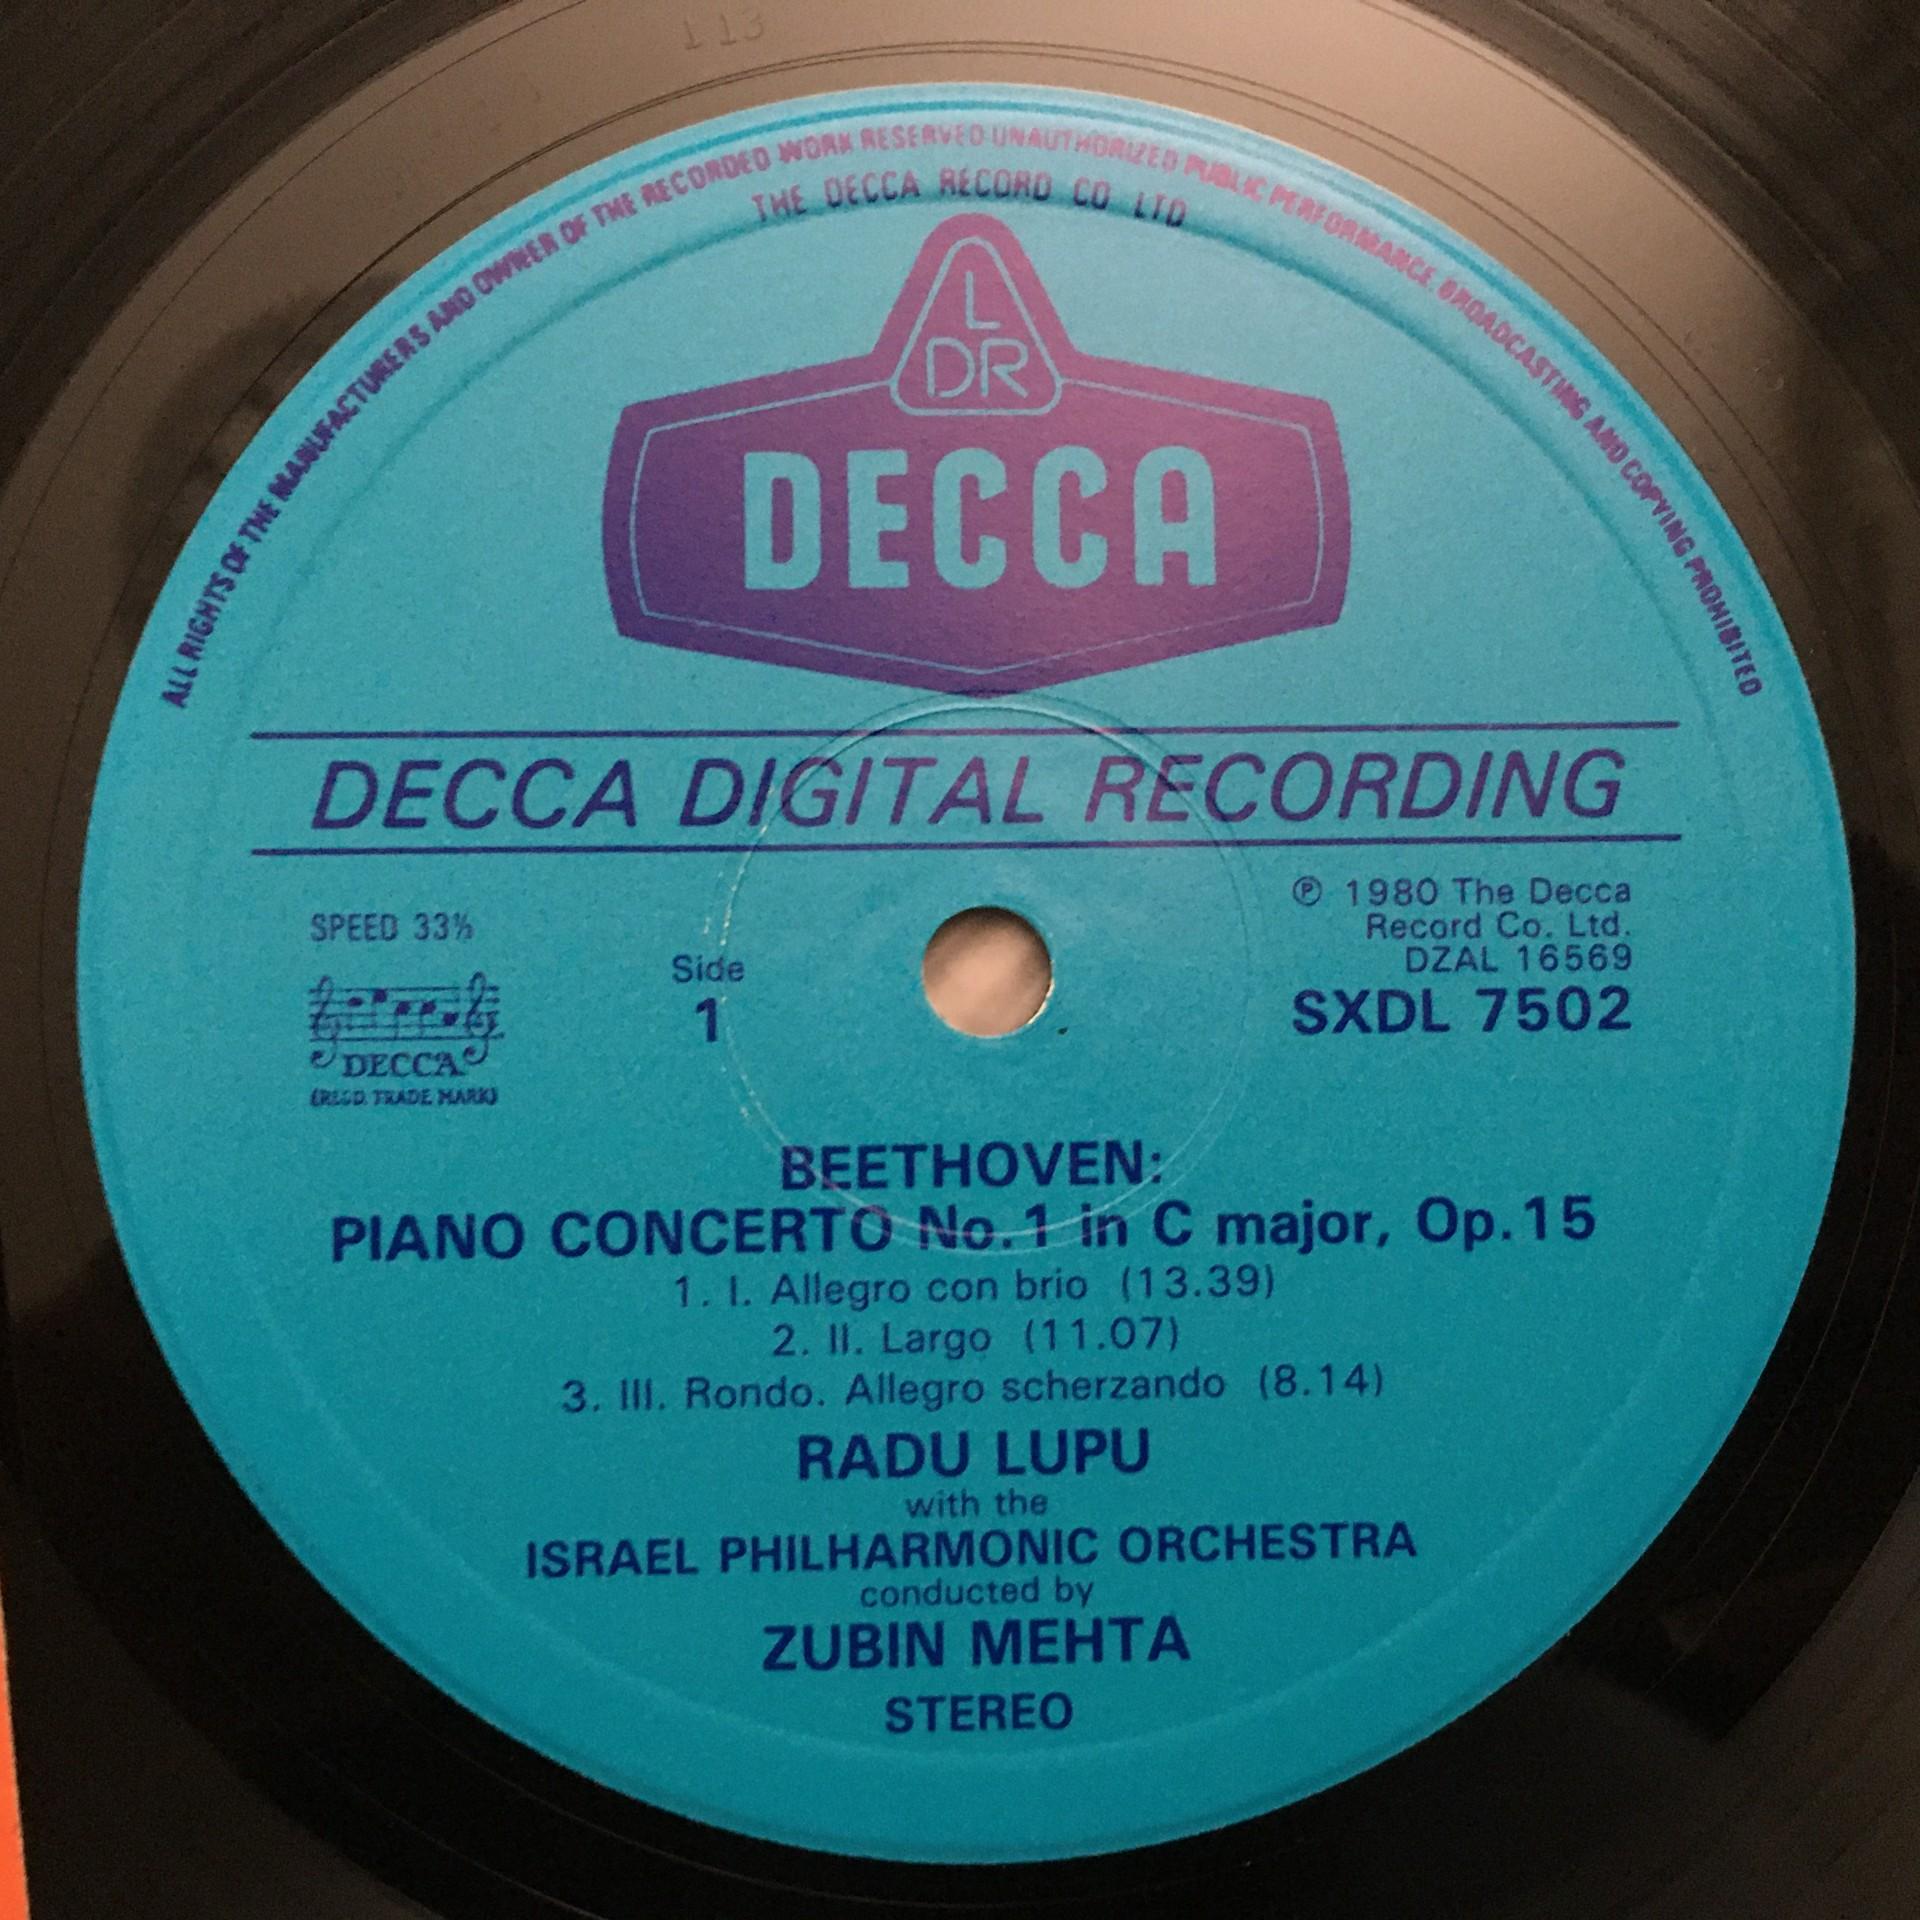 113
ALL RIGHTS OF THE MANUFACTURERS AND OWNER OF THE RECORDED WORK RESERVED UNAUTHORIZED PUBLIC PERFORMANCE BROADCASTING AND COPYING PROHIBITED
THE DECCA RECORD CO LTD
L
DR
DECCA
DECCA DIGITAL RECORDING
SPEED 33⅓
DECCA
(REGD. TRADE MARK)
Side
1
℗ 1980 The Decca
Record Co. Ltd.
DZAL 16569
SXDL 7502
BEETHOVEN:
PIANO CONCERTO No.1 in C major, Op.15
1. I. Allegro con brio (13.39)
2. II. Largo (11.07)
3. III. Rondo. Allegro scherzando (8.14)
RADU LUPU
with the
ISRAEL PHILHARMONIC ORCHESTRA
conducted by
ZUBIN MEHTA
STEREO